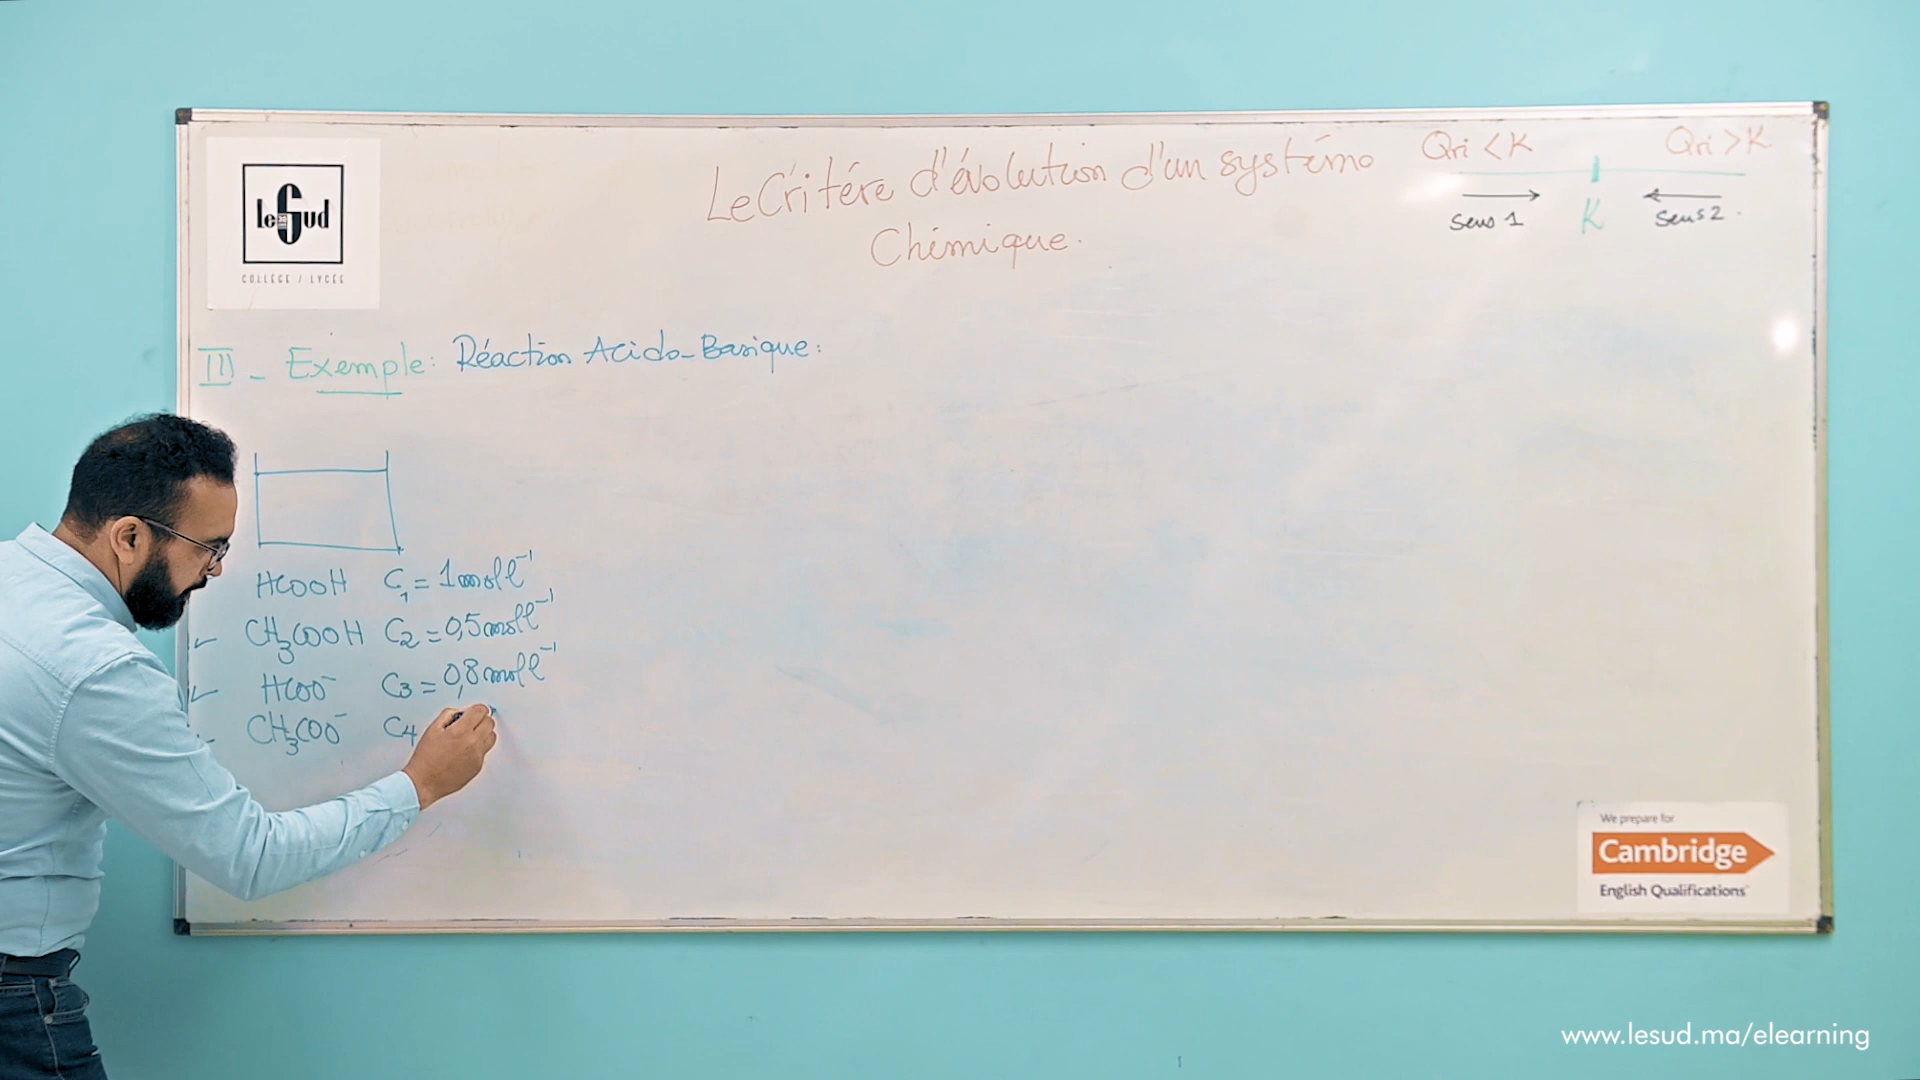 le Sud
COLLÈGE / LYCÉE
Le Critére d'évolution d'un systémo
Chimique.
Qri < K
Qri > K
sens 1
K
sens 2.
III - Exemple: Réaction Acido-Basique:
HCOOH C₁ = 1 mol l⁻¹
CH₃COOH C₂ = 0,5 mol l⁻¹
HCOO⁻ C₃ = 0,8 mol l⁻¹
CH₃COO⁻ C₄
We prepare for
Cambridge
English Qualifications
www.lesud.ma/elearning